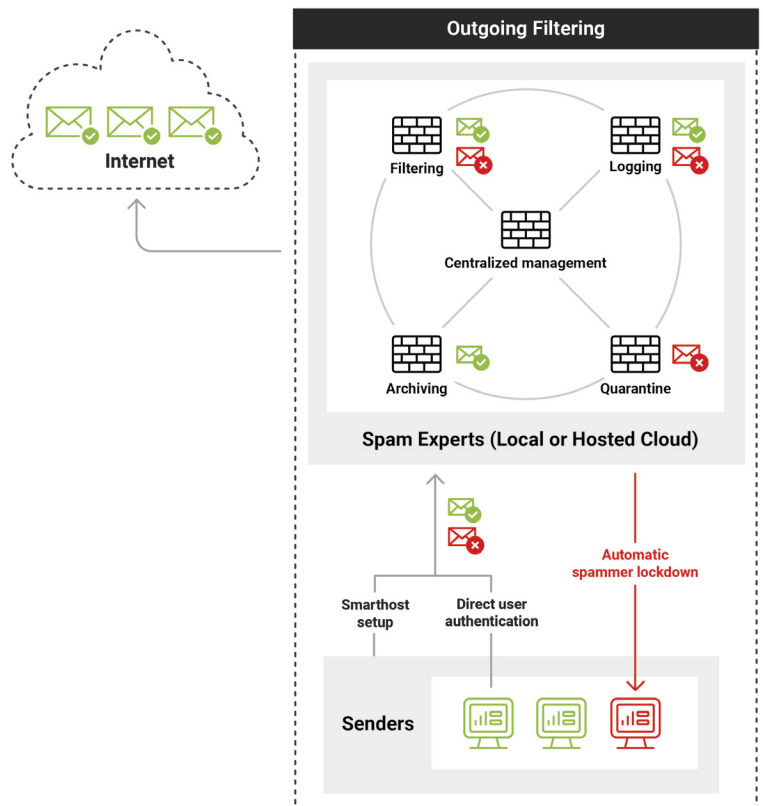 Outgoing Filtering
Internet
Filtering
Logging
Centralized management
Archiving
Quarantine
Spam Experts (Local or Hosted Cloud)
Automatic
spammer lockdown
Smarthost
setup
Direct user
authentication
Senders